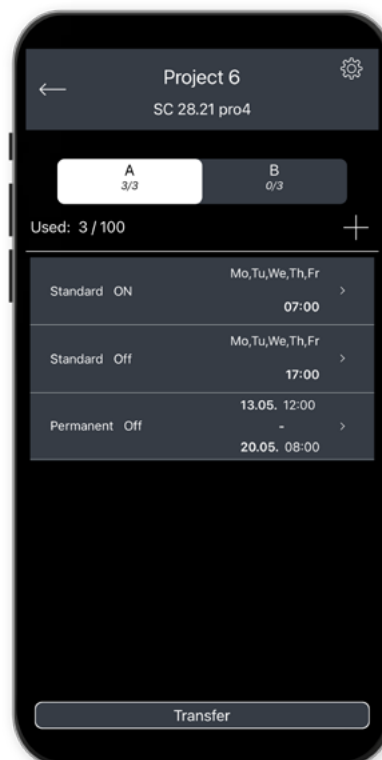 Project 6
SC 28.21 pro4
A B
3/3 0/3
Used: 3 / 100
Mo,Tu,We,Th,Fr
Standard ON
07:00
Mo,Tu,We,Th,Fr
Standard Off
17:00
13.05. 12:00
Permanent Off -
20.05. 08:00
Transfer